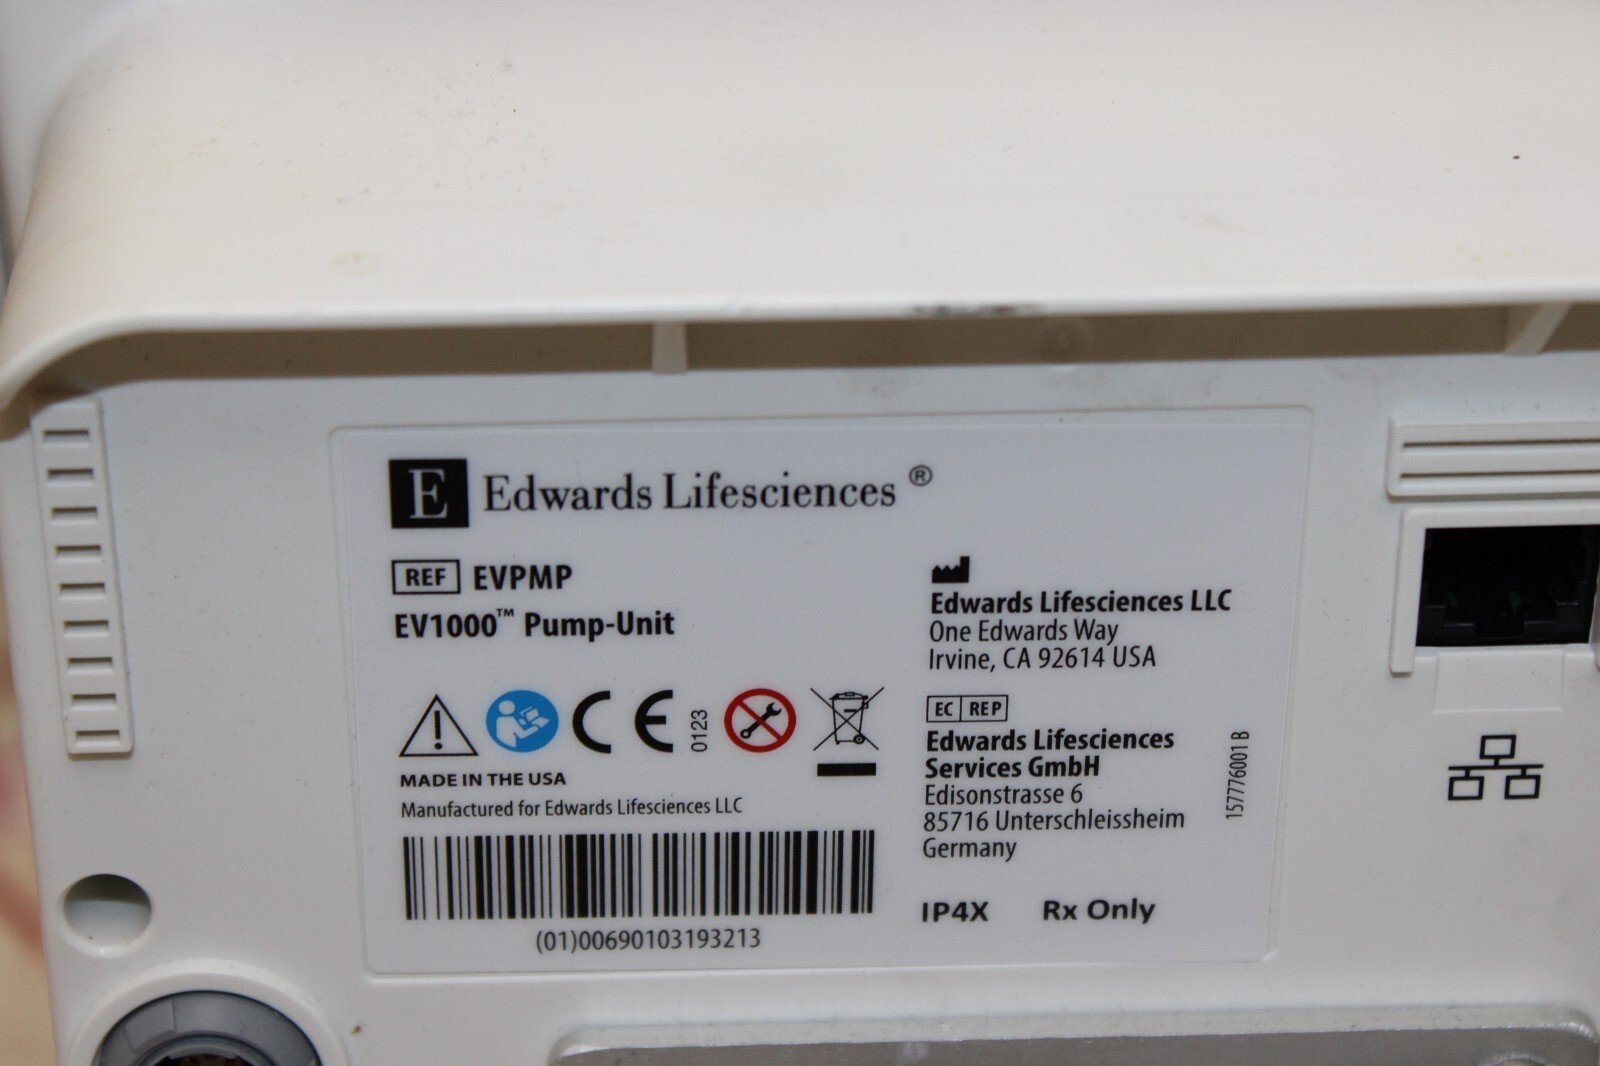 E Edwards Lifesciences ®
REF EVPMP
EV1000™ Pump-Unit
CE 0123
MADE IN THE USA
Manufactured for Edwards Lifesciences LLC
(01)00690103193213
Edwards Lifesciences LLC
One Edwards Way
Irvine, CA 92614 USA
EC REP
Edwards Lifesciences
Services GmbH
Edisonstrasse 6
85716 Unterschleissheim
Germany
IP4X Rx Only
157776001 B